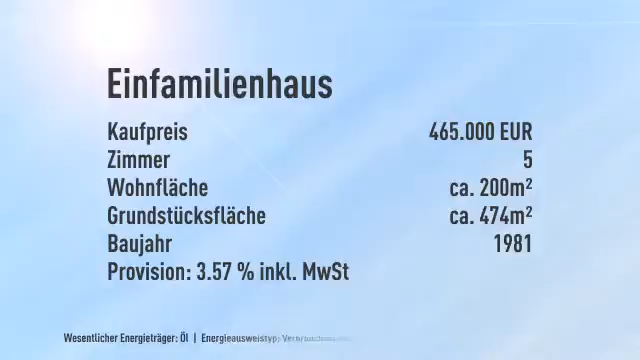 Einfamilienhaus
Kaufpreis 465.000 EUR
Zimmer 5
Wohnfläche ca. 200m²
Grundstücksfläche ca. 474m²
Baujahr 1981
Provision: 3.57 % inkl. MwSt
Wesentlicher Energieträger: Öl | Energieausweistyp: